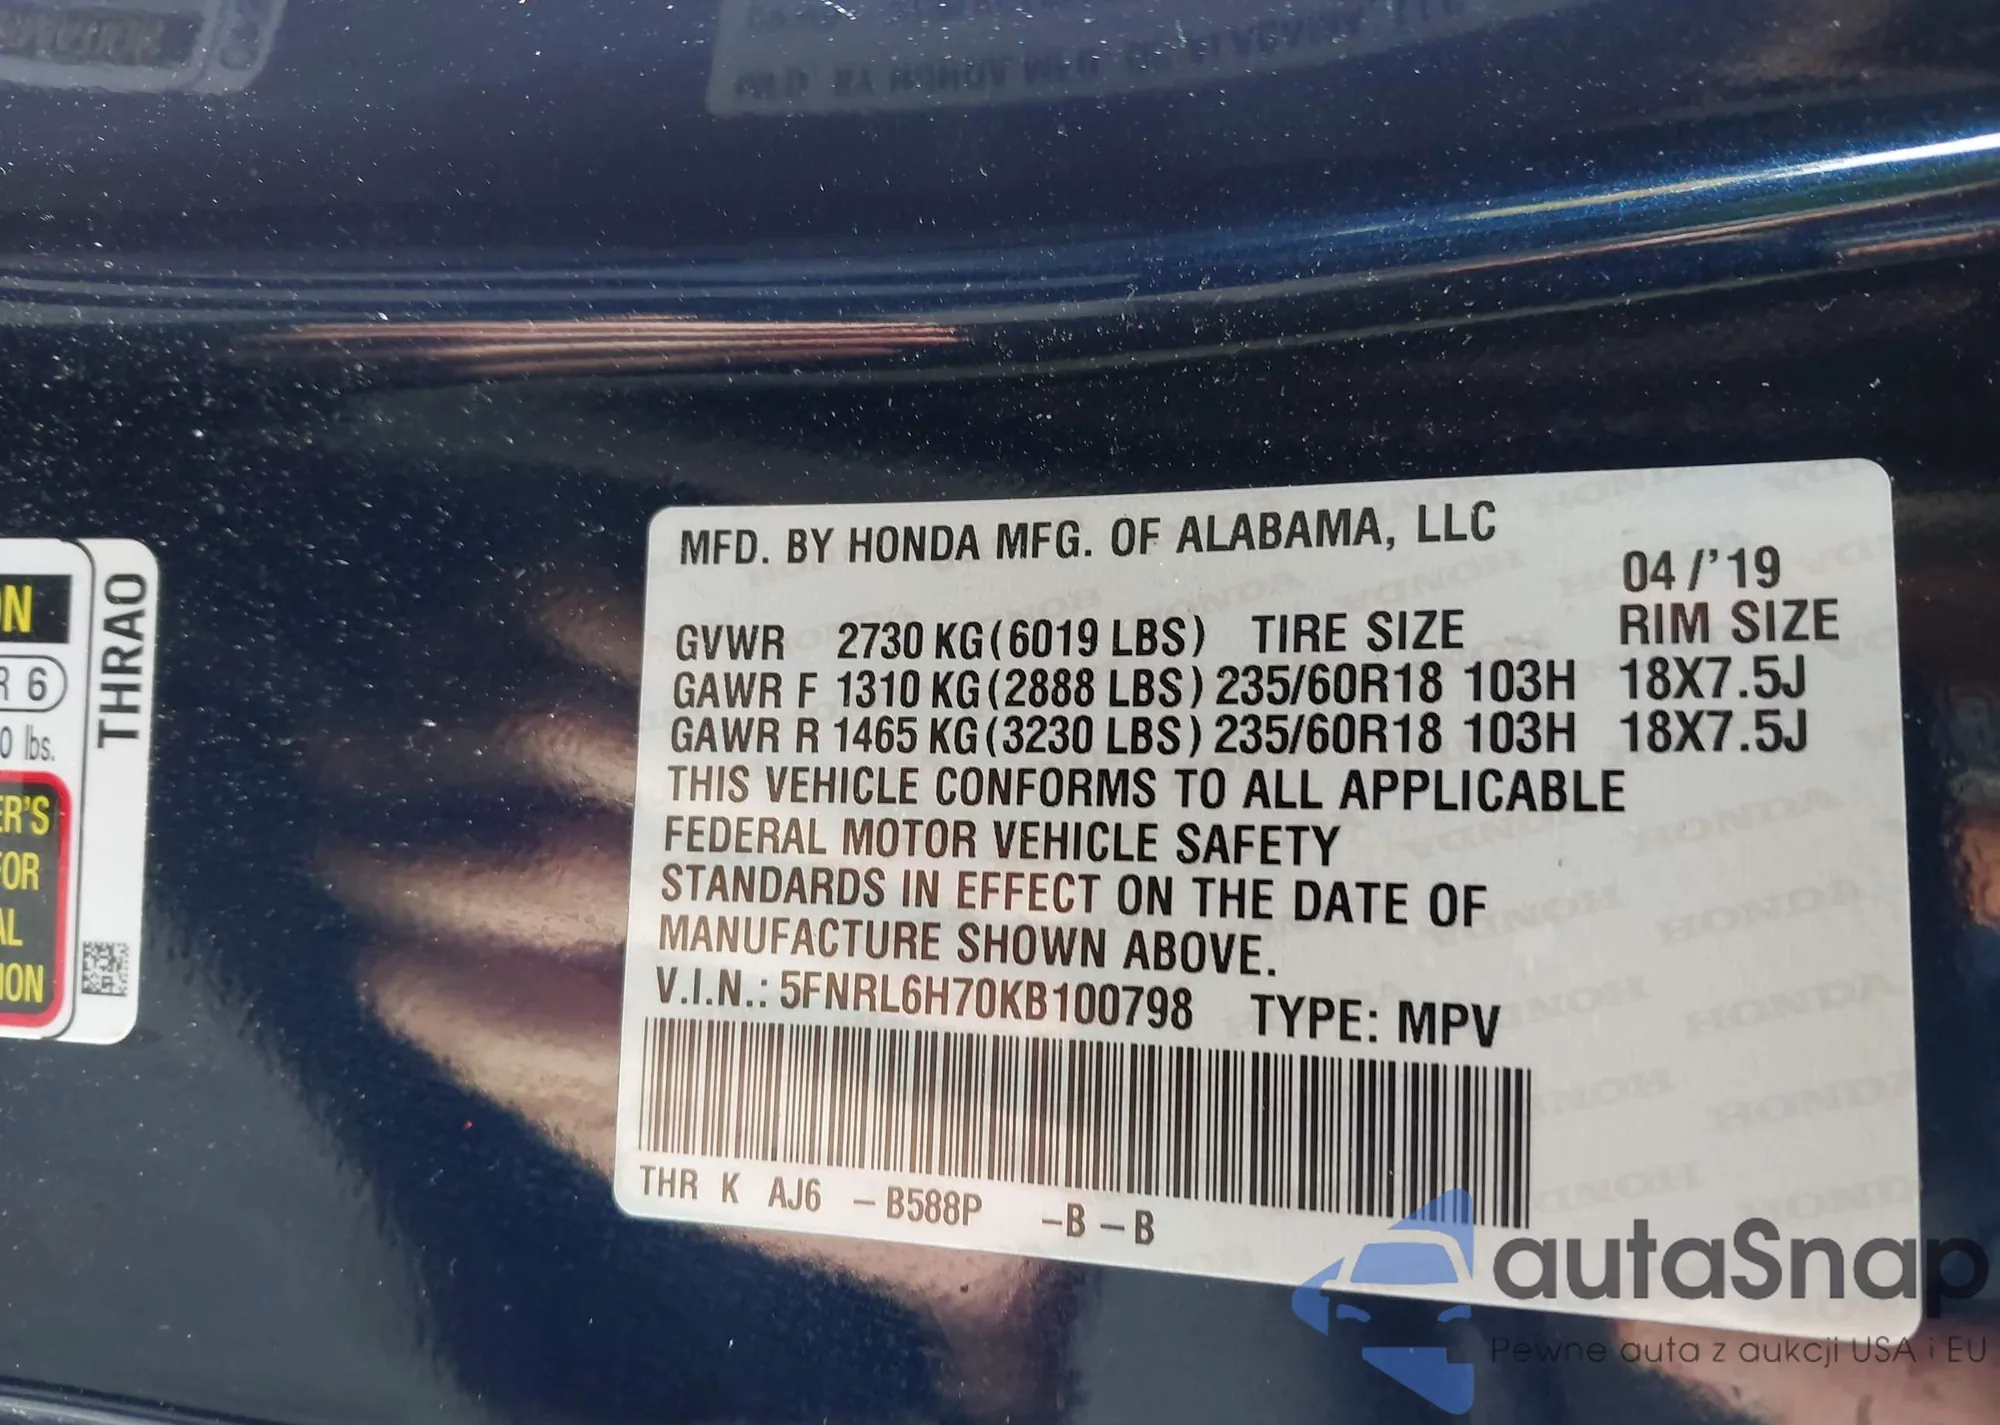 MFD. BY HONDA MFG. OF ALABAMA, LLC
04/'19
GVWR 2730 KG(6019 LBS) TIRE SIZE RIM SIZE
GAWR F 1310 KG(2888 LBS) 235/60R18 103H 18X7.5J
GAWR R 1465 KG(3230 LBS) 235/60R18 103H 18X7.5J
THIS VEHICLE CONFORMS TO ALL APPLICABLE
FEDERAL MOTOR VEHICLE SAFETY
STANDARDS IN EFFECT ON THE DATE OF
MANUFACTURE SHOWN ABOVE.
V.I.N.: 5FNRL6H70KB100798 TYPE: MPV
THR K AJ6 -B588P -B-B
THRAO
6
lbs.
autaSnap
Pewne auta z aukcji USA i EU